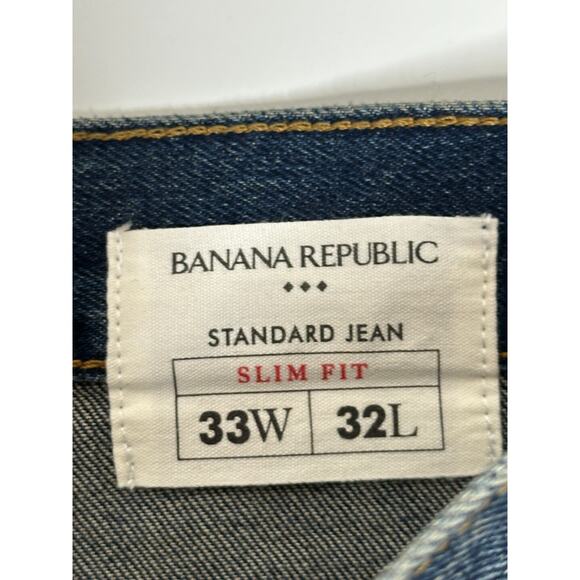 BANANA REPUBLIC
STANDARD JEAN
SLIM FIT
33W 32L